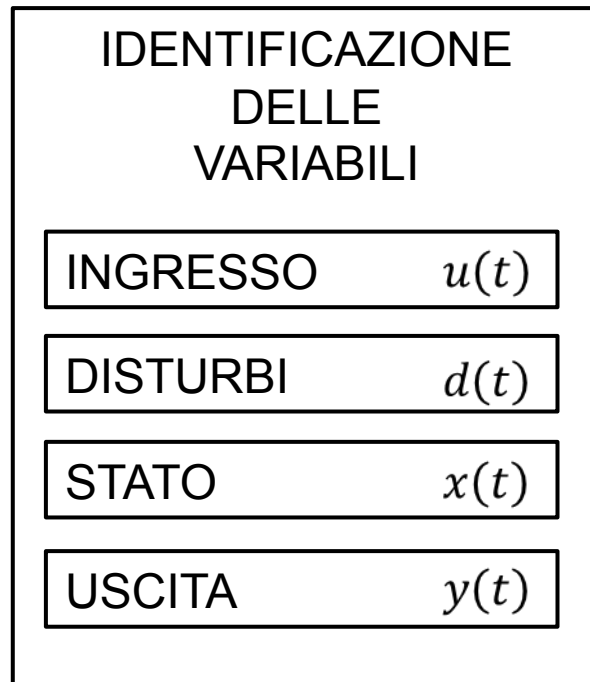 IDENTIFICAZIONE
DELLE
VARIABILI
INGRESSO u(t)
DISTURBI d(t)
STATO x(t)
USCITA y(t)